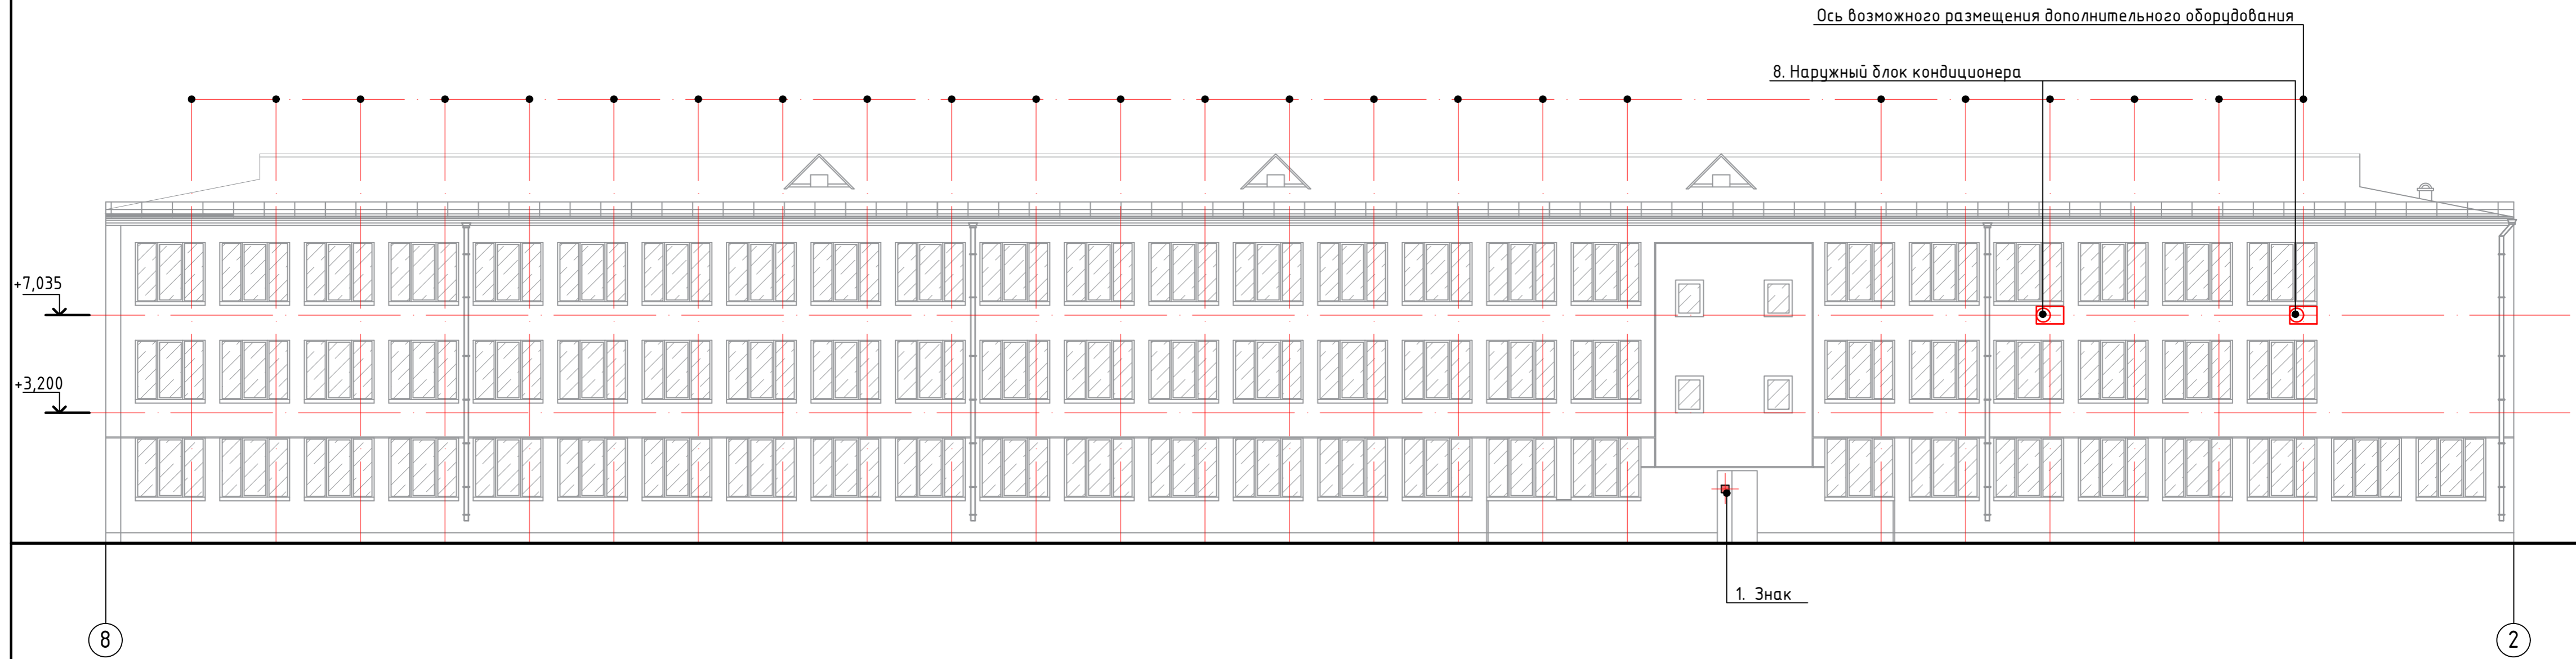 Ось возможного размещения дополнительного оборудования
8. Наружный блок кондиционера
+7,035
+3,200
1. Знак
8
2